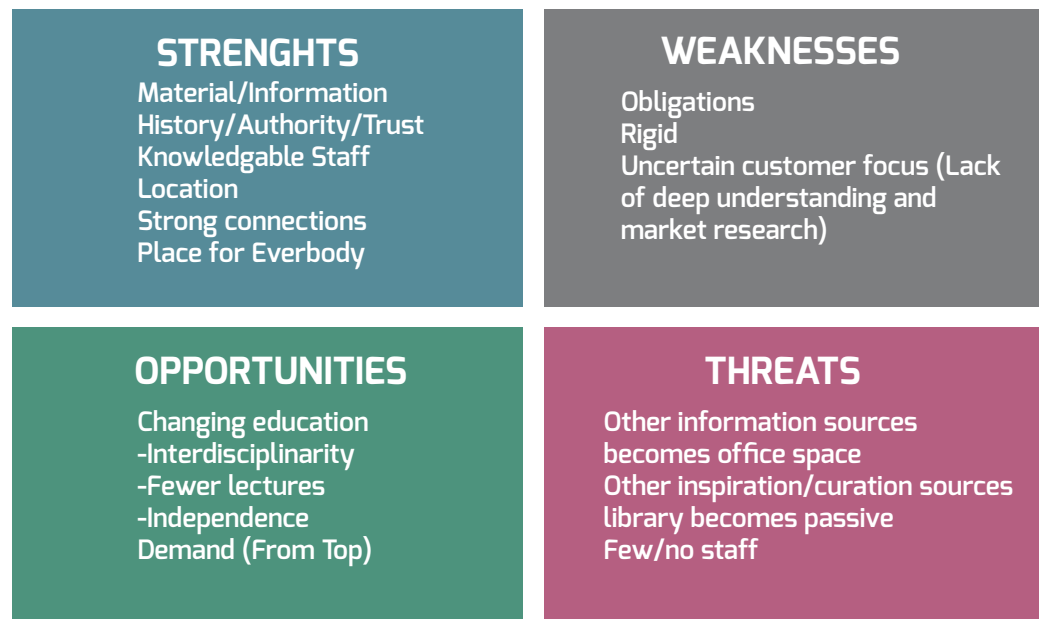 STRENGHTS
Material/Information
History/Authority/Trust
Knowledgable Staff
Location
Strong connections
Place for Everbody
WEAKNESSES
Obligations
Rigid
Uncertain customer focus (Lack
of deep understanding and
market research)
OPPORTUNITIES
Changing education
-Interdisciplinarity
-Fewer lectures
-Independence
Demand (From Top)
THREATS
Other information sources
becomes office space
Other inspiration/curation sources
library becomes passive
Few/no staff